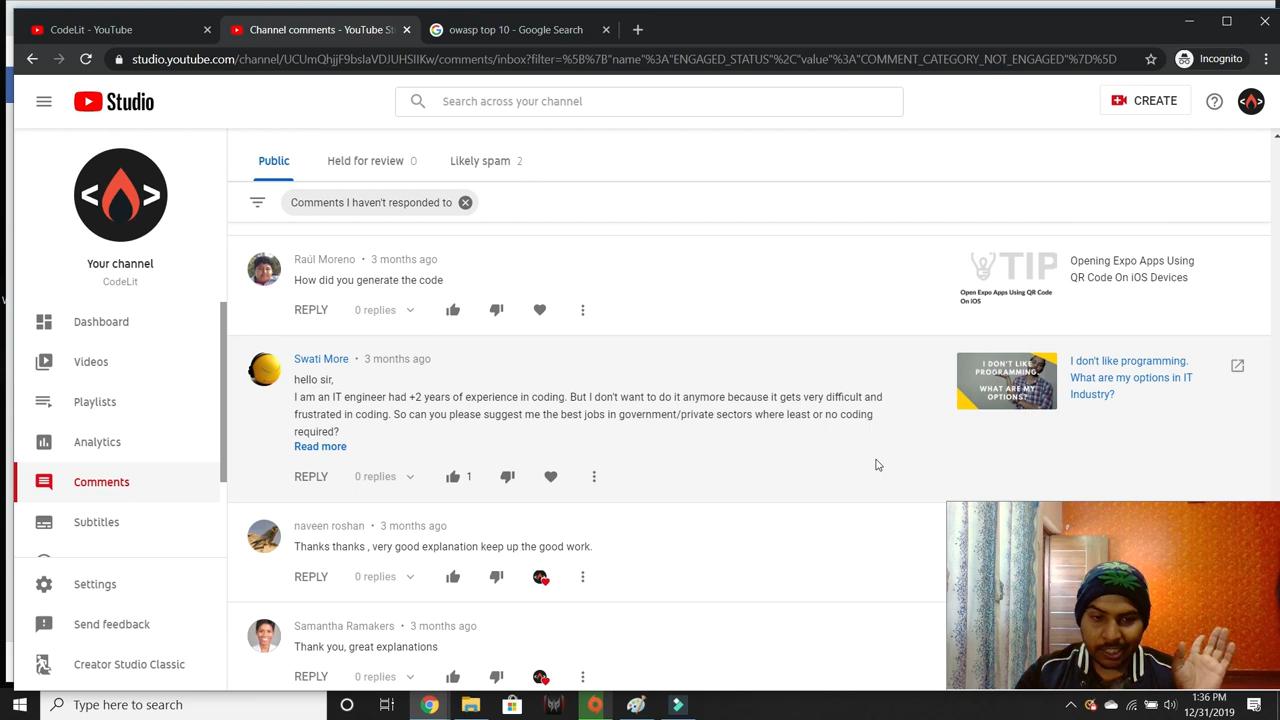 CodeLit - YouTube
Channel comments - YouTube St
owasp top 10 - Google Search
studio.youtube.com/channel/UCUmQhjjF9bsIaVDJUHSIIKw/comments/inbox?filter=%5B%7B"name"%3A"ENGAGED_STATUS"%2C"value"%3A"COMMENT_CATEGORY_NOT_ENGAGED"%7D%5D
Incognito
Studio
Search across your channel
CREATE
Your channel
CodeLit
Dashboard
Videos
Playlists
Analytics
Comments
Subtitles
Settings
Send feedback
Creator Studio Classic
Public
Held for review 0
Likely spam 2
Comments I haven't responded to
Raúl Moreno • 3 months ago
How did you generate the code
REPLY 0 replies
TIP
Open Expo Apps Using QR Code
On iOS
Opening Expo Apps Using
QR Code On iOS Devices
Swati More • 3 months ago
hello sir,
I am an IT engineer had +2 years of experience in coding. But I don't want to do it anymore because it gets very difficult and
frustrated in coding. So can you please suggest me the best jobs in government/private sectors where least or no coding
required?
Read more
REPLY 0 replies 1
I DON'T LIKE
PROGRAMMING
WHAT ARE MY
OPTIONS?
I don't like programming.
What are my options in IT
Industry?
naveen roshan • 3 months ago
Thanks thanks , very good explanation keep up the good work.
REPLY 0 replies
Samantha Ramakers • 3 months ago
Thank you, great explanations
REPLY 0 replies
Type here to search
1:36 PM
12/31/2019